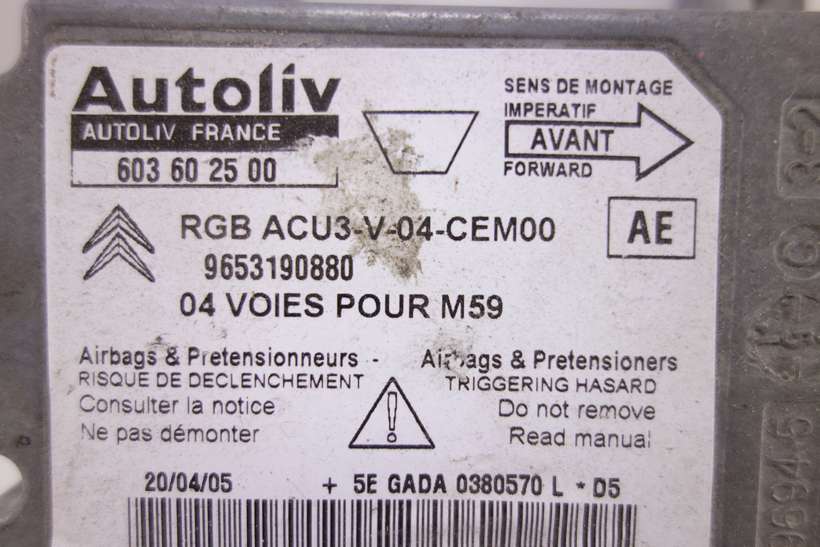 Autoliv
AUTOLIV FRANCE
603 60 25 00
SENS DE MONTAGE
IMPERATIF
AVANT
FORWARD
RGB ACU3-V-04-CEM00
AE
9653190880
04 VOIES POUR M59
Airbags & Pretensionneurs -
RISQUE DE DECLENCHEMENT
Consulter la notice
Ne pas démonter
!
Airbags & Pretensioners
TRIGGERING HASARD
Do not remove
Read manual
20/04/05 + 5E GADA 0380570 L * D5
3-2